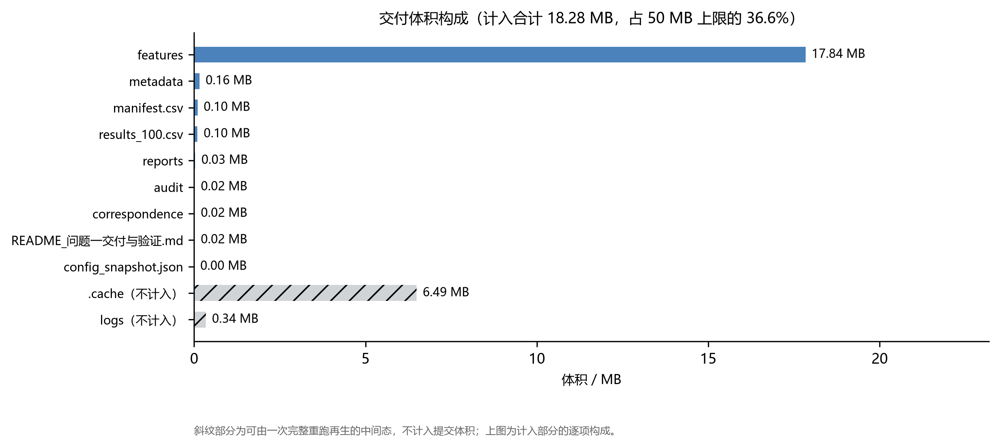 交付体积构成（计入合计 18.28 MB，占 50 MB 上限的 36.6%）
features 17.84 MB
metadata 0.16 MB
manifest.csv 0.10 MB
results_100.csv 0.10 MB
reports 0.03 MB
audit 0.02 MB
correspondence 0.02 MB
README_问题一交付与验证.md 0.02 MB
config_snapshot.json 0.00 MB
.cache（不计入） 6.49 MB
logs（不计入） 0.34 MB
0 5 10 15 20
体积 / MB
斜纹部分为可由一次完整重跑再生的中间态，不计入提交体积；上图为计入部分的逐项构成。